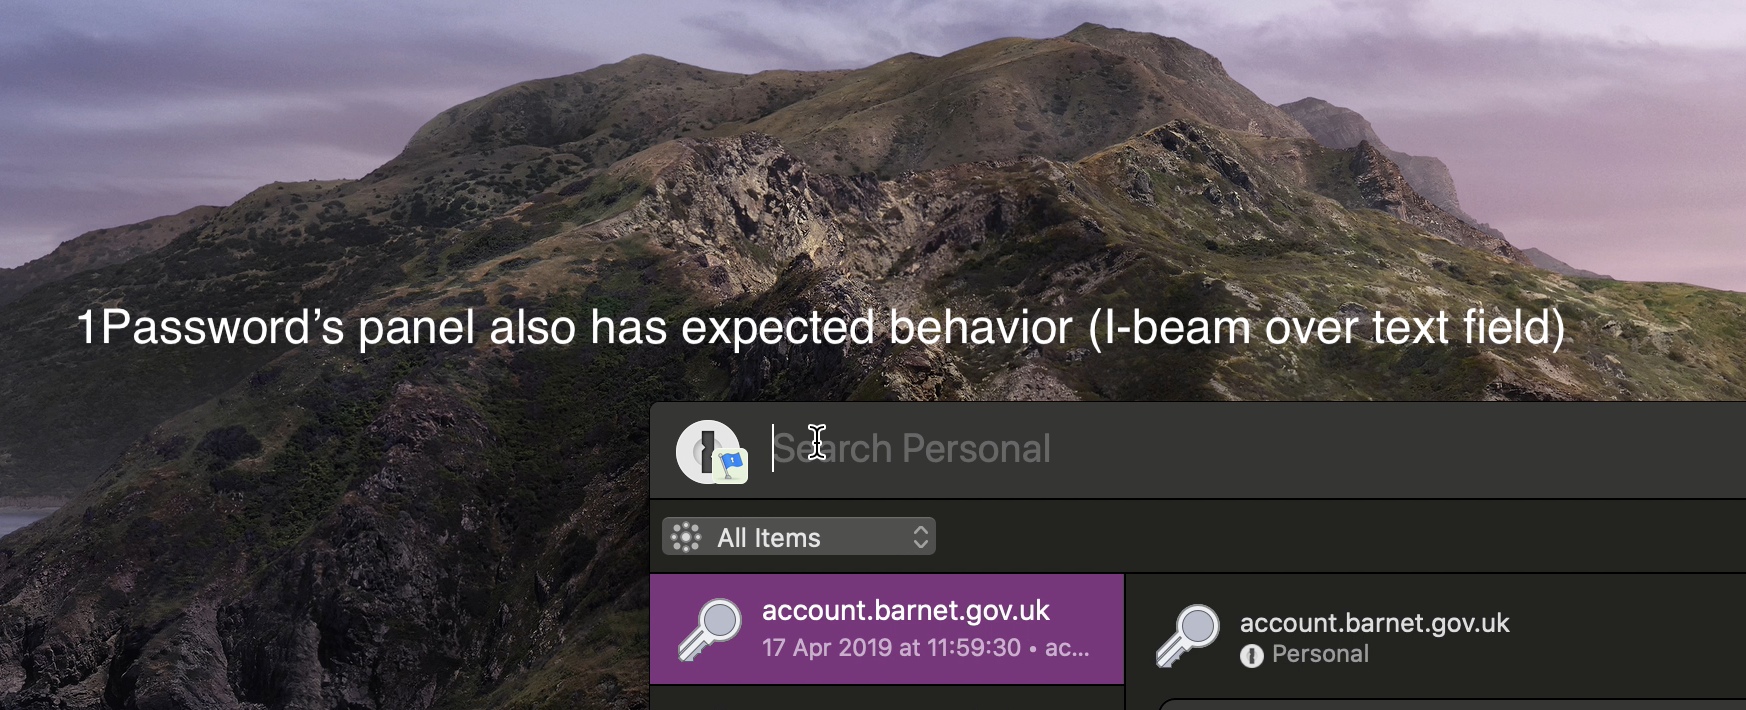 1Password’s panel also has expected behavior (I-beam over text field)
Search Personal
All Items
account.barnet.gov.uk
17 Apr 2019 at 11:59:30 • ac...
account.barnet.gov.uk
Personal